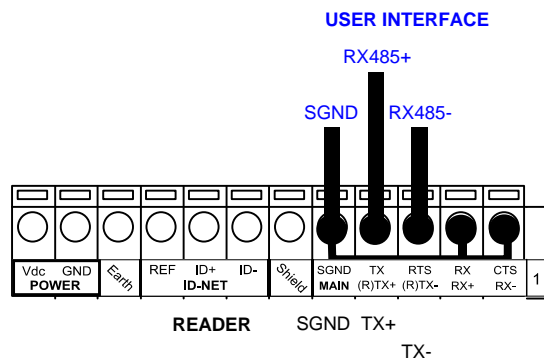 USER INTERFACE
RX485+
SGND RX485-
Vdc GND Earth REF ID+ ID- Shield SGND TX RTS RX CTS 1
POWER ID-NET MAIN (R)TX+ (R)TX- RX+ RX-
READER SGND TX+
TX-